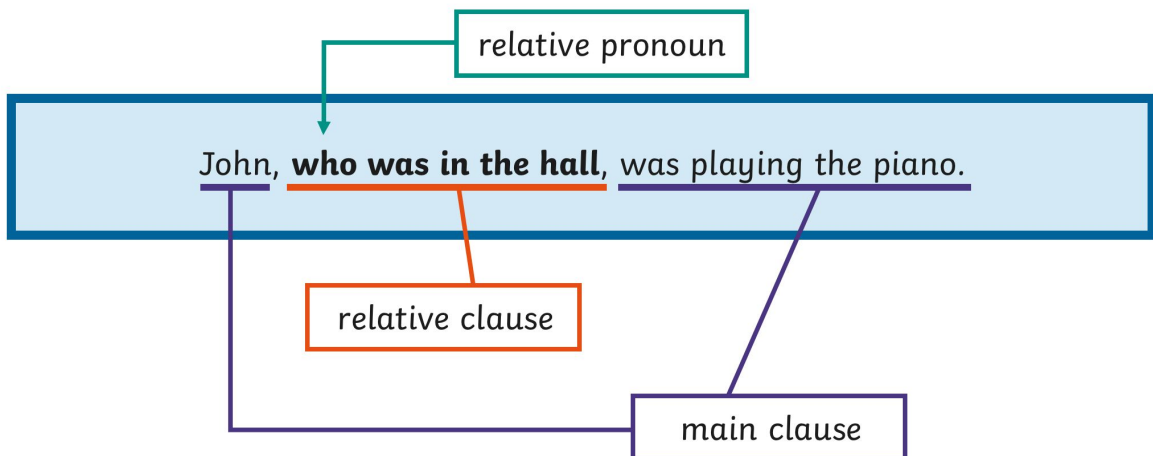 relative pronoun
John, who was in the hall, was playing the piano.
relative clause
main clause